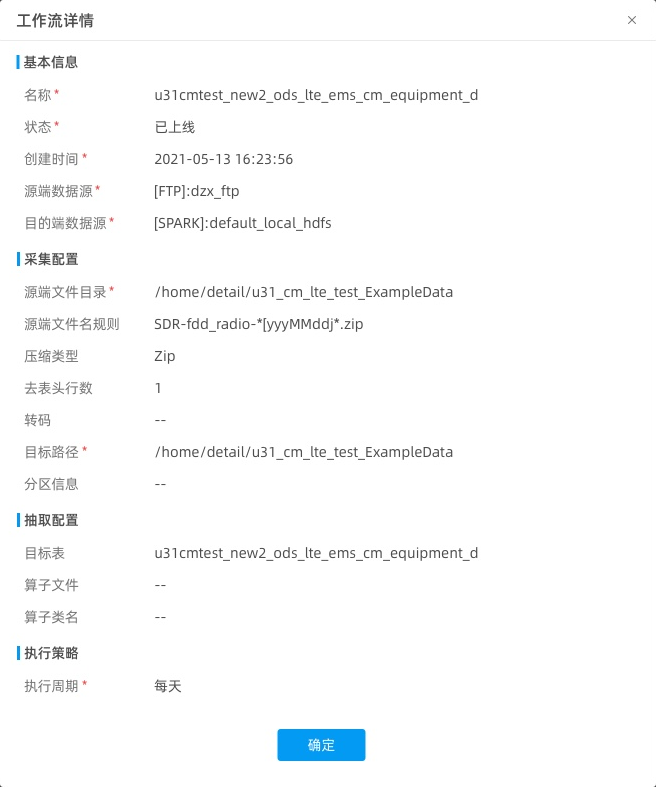 工作流详情
基本信息
名称* u31cmtest_new2_ods_lte_ems_cm_equipment_d
状态* 已上线
创建时间* 2021-05-13 16:23:56
源端数据源* [FTP]:dzx_ftp
目的端数据源* [SPARK]:default_local_hdfs
采集配置
源端文件目录* /home/detail/u31_cm_lte_test_ExampleData
源端文件名规则 SDR-fdd_radio-*[yyyMMddj*.zip
压缩类型 Zip
去表头行数 1
转码 --
目标路径* /home/detail/u31_cm_lte_test_ExampleData
分区信息 --
抽取配置
目标表 u31cmtest_new2_ods_lte_ems_cm_equipment_d
算子文件 --
算子类名 --
执行策略
执行周期* 每天
确定